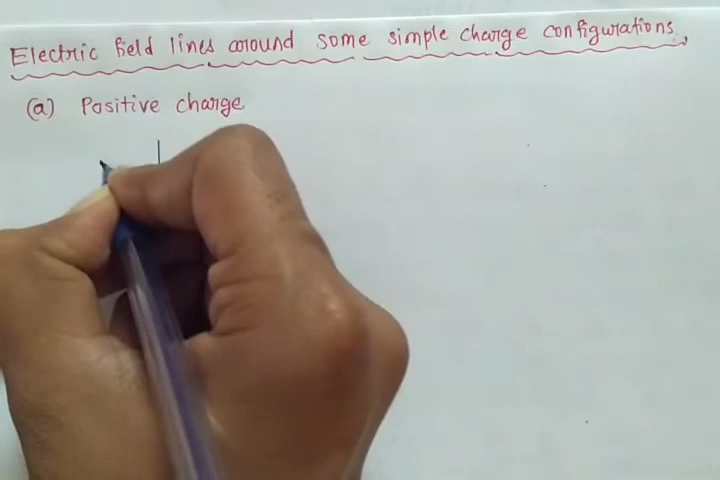 Electric field lines around some simple charge configurations,
(a) Positive charge